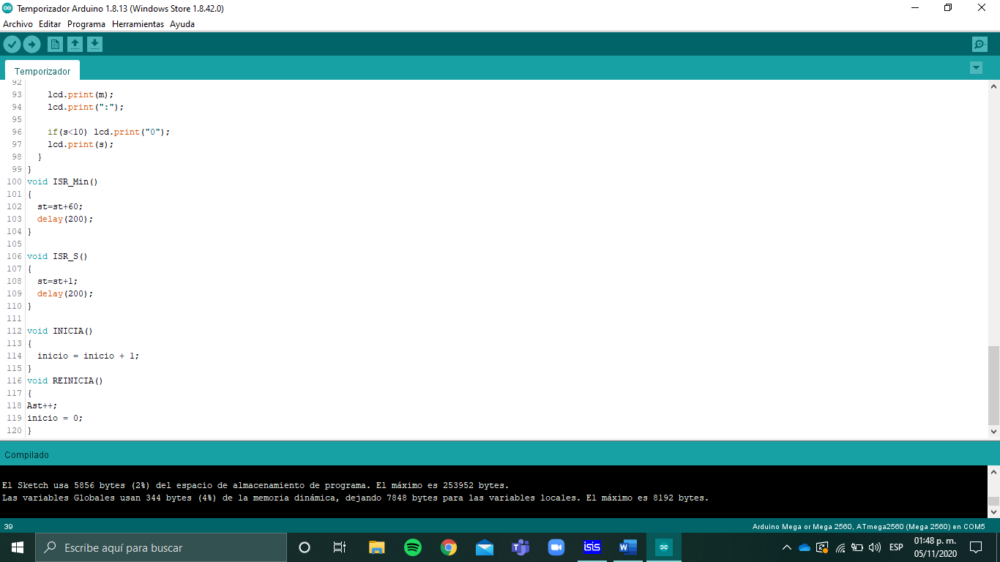 Temporizador Arduino 1.8.13 (Windows Store 1.8.42.0)
Archivo Editar Programa Herramientas Ayuda
Temporizador
92
93 lcd.print(m);
94 lcd.print(":");
95
96 if(s<10) lcd.print("0");
97 lcd.print(s);
98 }
99 }
100 void ISR_Min()
101 {
102 st=st+60;
103 delay(200);
104 }
105
106 void ISR_S()
107 {
108 st=st+1;
109 delay(200);
110 }
111
112 void INICIA()
113 {
114 inicio = inicio + 1;
115 }
116 void REINICIA()
117 {
118 Ast++;
119 inicio = 0;
120 }
Compilado
El Sketch usa 5856 bytes (2%) del espacio de almacenamiento de programa. El máximo es 253952 bytes.
Las variables Globales usan 344 bytes (4%) de la memoria dinámica, dejando 7848 bytes para las variables locales. El máximo es 8192 bytes.
39 Arduino Mega or Mega 2560, ATmega2560 (Mega 2560) en COM5
Escribe aquí para buscar
isis
W
ESP
01:48 p. m.
05/11/2020